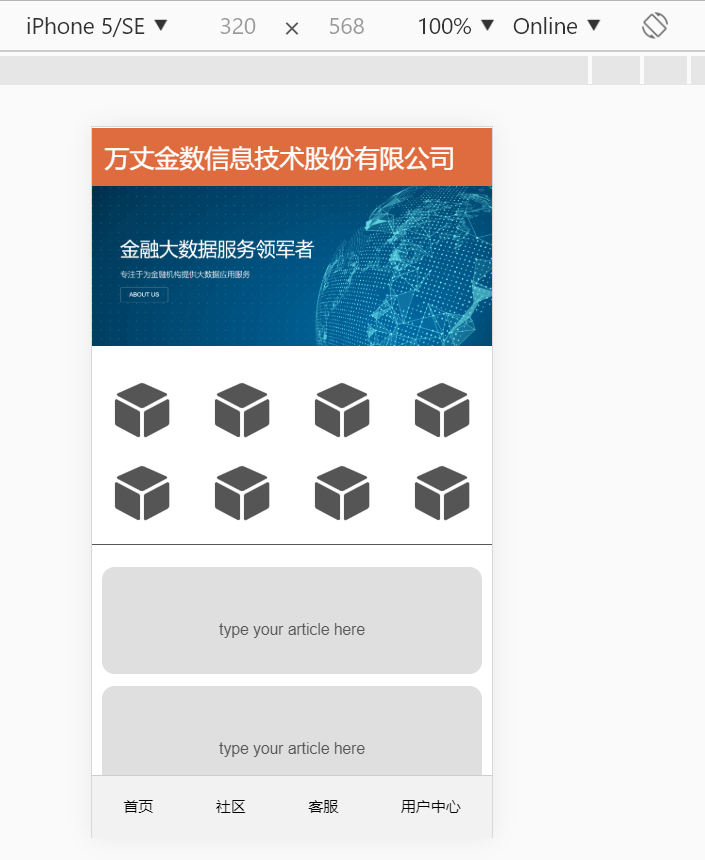 iPhone 5/SE ▼ 320 × 568 100% ▼ Online ▼
万丈金数信息技术股份有限公司
金融大数据服务领军者
专注于为金融机构提供大数据应用服务
ABOUT US
type your article here
type your article here
首页 社区 客服 用户中心